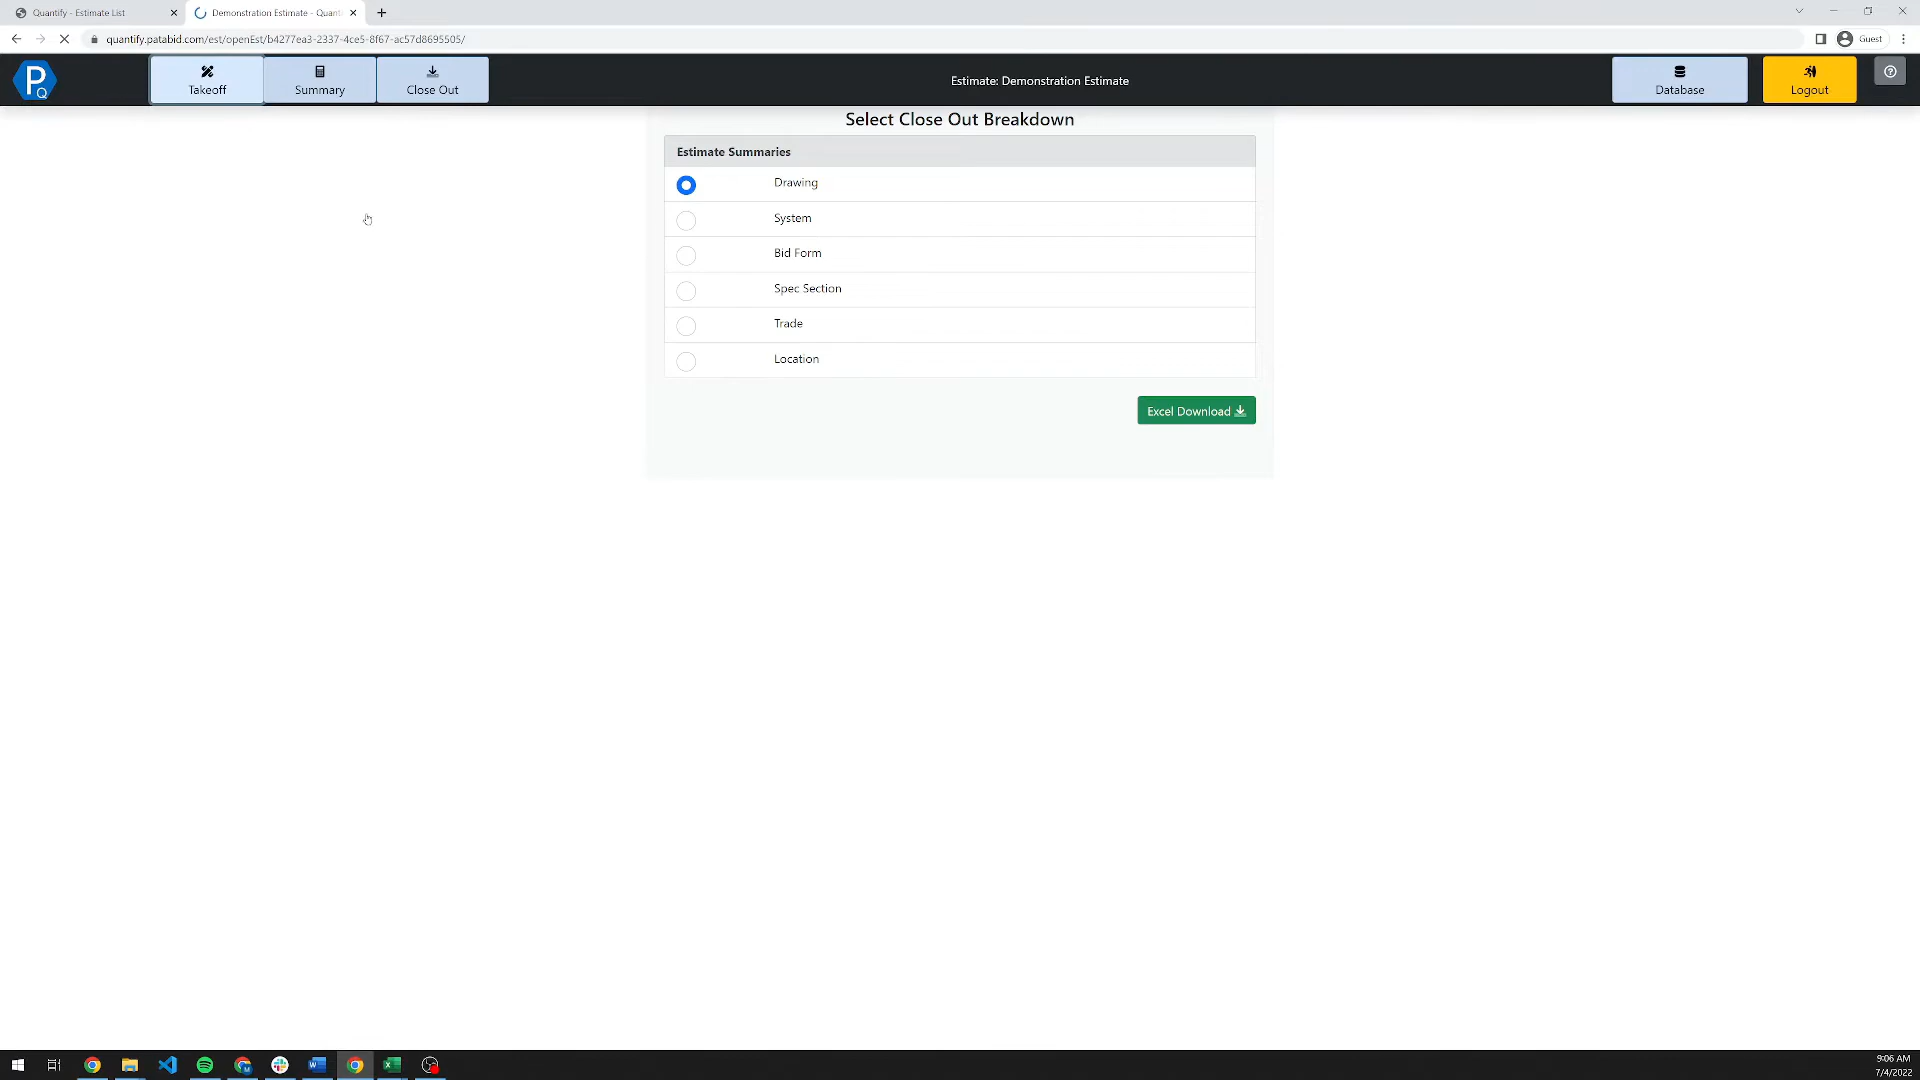 Quantify - Estimate List
Demonstration Estimate - Quant
quantify.patabid.com/est/openEst/b4277ea3-2337-4ce5-8f67-ac57d8695505/
Guest
PQ
Takeoff
Summary
Close Out
Estimate: Demonstration Estimate
Database
Logout
Select Close Out Breakdown
Estimate Summaries
Drawing
System
Bid Form
Spec Section
Trade
Location
Excel Download
9:06 AM
7/4/2022